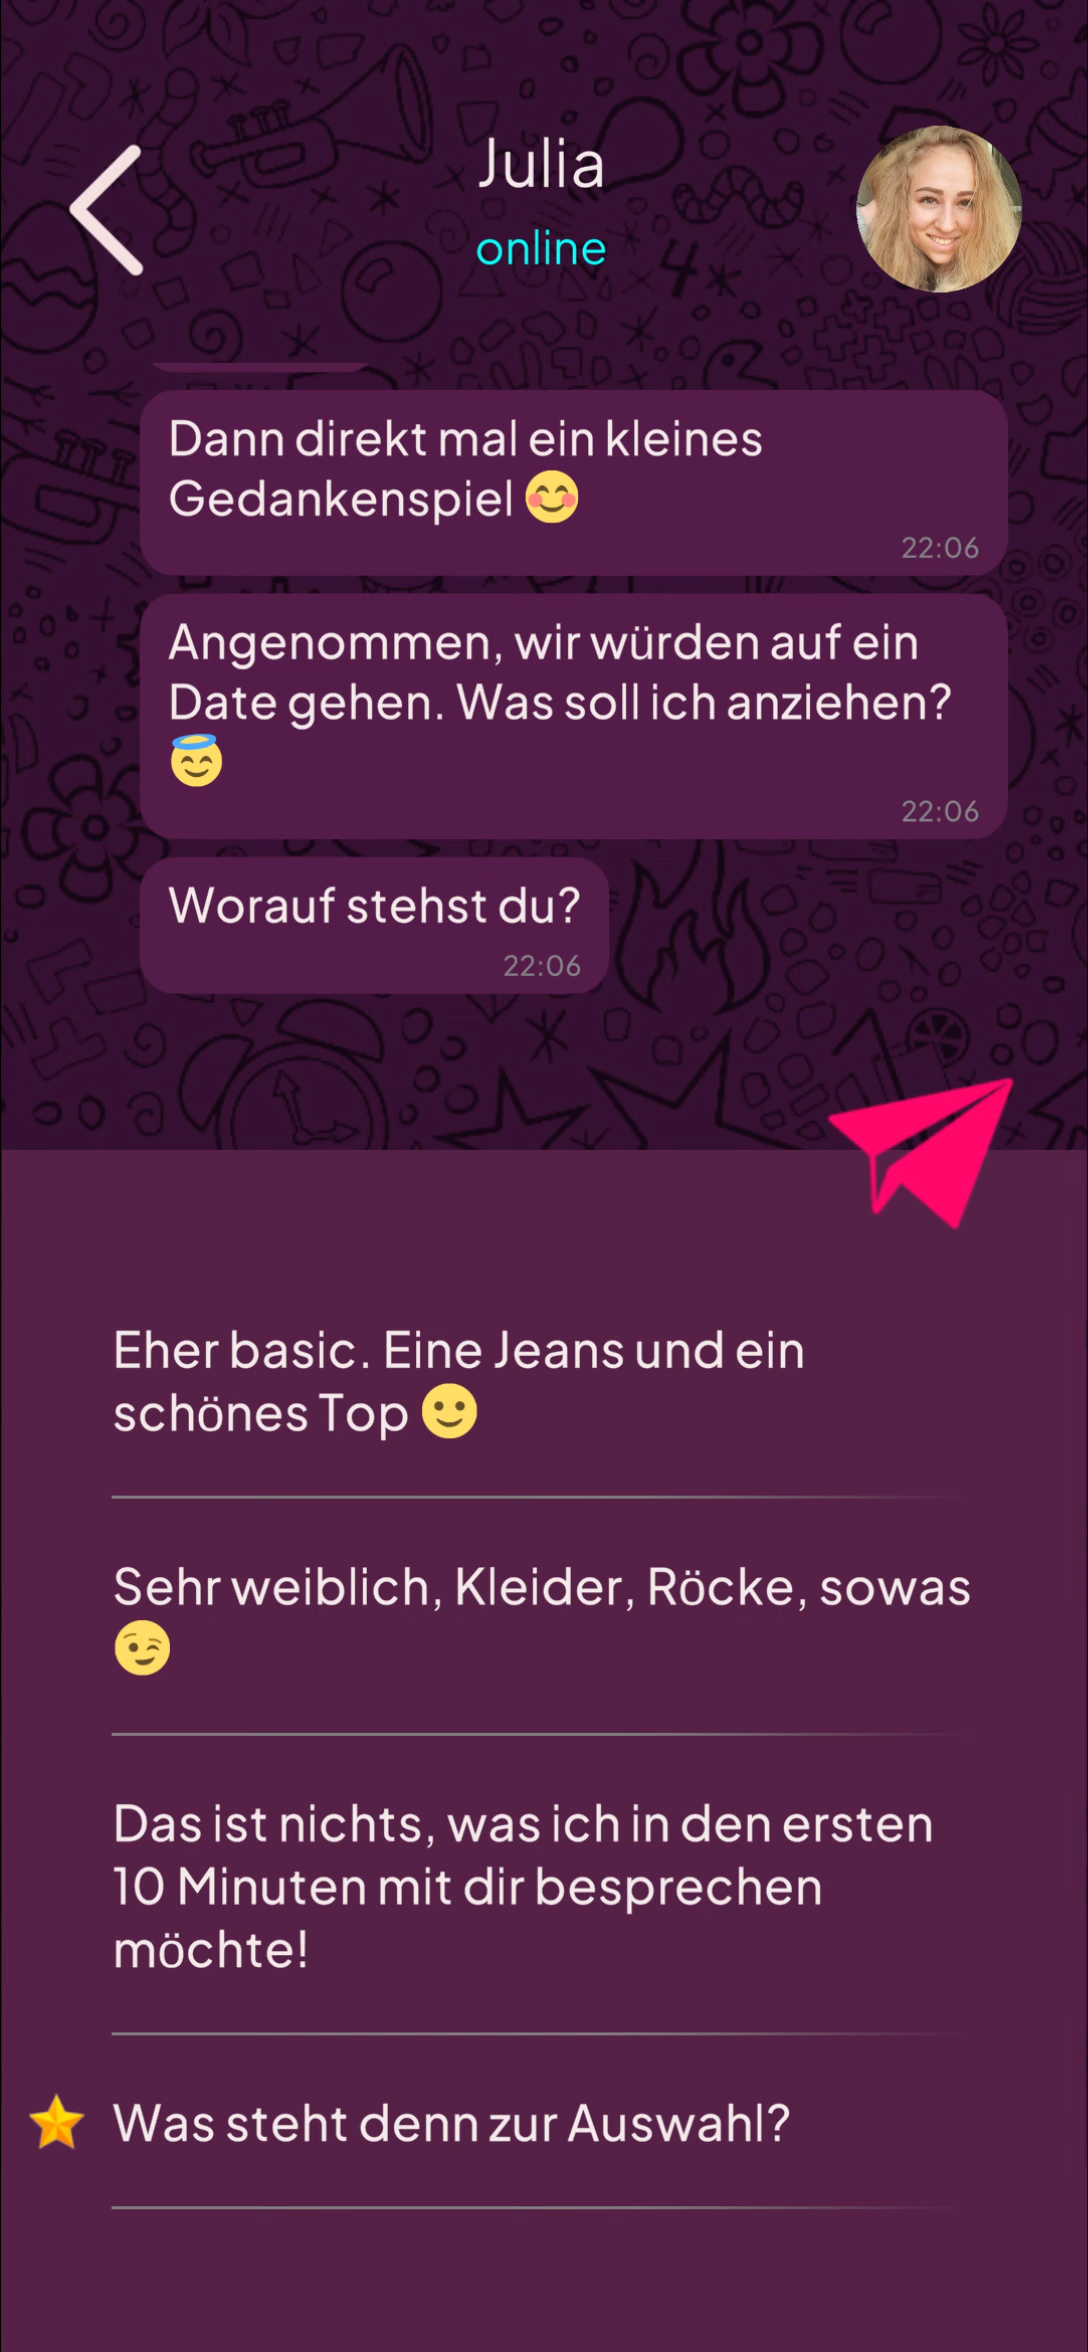 Julia
online
Dann direkt mal ein kleines
Gedankenspiel 😊
22:06
Angenommen, wir würden auf ein
Date gehen. Was soll ich anziehen?
😇
22:06
Worauf stehst du?
22:06
Eher basic. Eine Jeans und ein
schönes Top 🙂
Sehr weiblich, Kleider, Röcke, sowas
😉
Das ist nichts, was ich in den ersten
10 Minuten mit dir besprechen
möchte!
⭐ Was steht denn zur Auswahl?